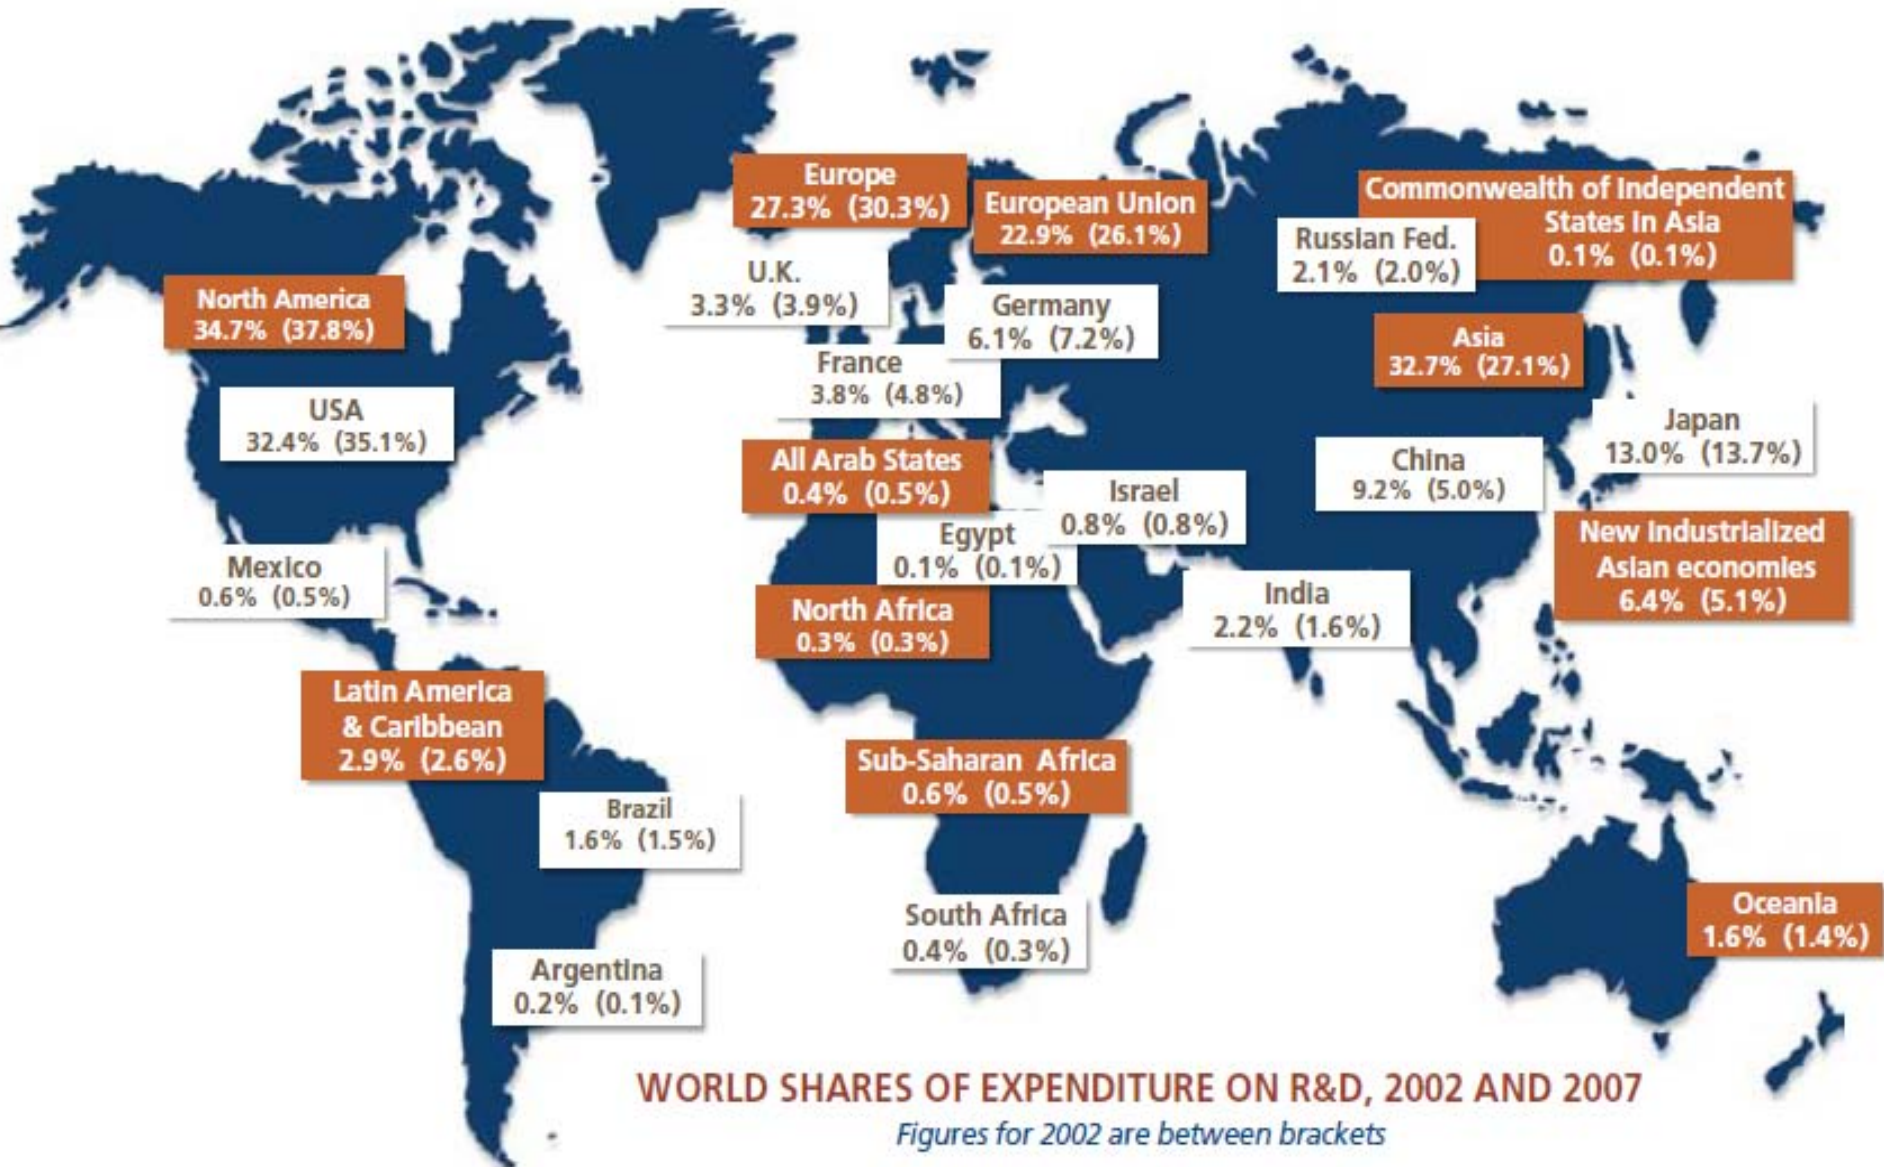 Europe
27.3% (30.3%)
European Union
22.9% (26.1%)
Commonwealth of Independent
States in Asia
0.1% (0.1%)
Russian Fed.
2.1% (2.0%)
U.K.
3.3% (3.9%)
Germany
6.1% (7.2%)
North America
34.7% (37.8%)
Asia
32.7% (27.1%)
France
3.8% (4.8%)
USA
32.4% (35.1%)
Japan
13.0% (13.7%)
All Arab States
0.4% (0.5%)
China
9.2% (5.0%)
Israel
0.8% (0.8%)
Egypt
0.1% (0.1%)
New Industrialized
Asian economies
6.4% (5.1%)
Mexico
0.6% (0.5%)
North Africa
0.3% (0.3%)
India
2.2% (1.6%)
Latin America
& Caribbean
2.9% (2.6%)
Sub-Saharan Africa
0.6% (0.5%)
Brazil
1.6% (1.5%)
South Africa
0.4% (0.3%)
Oceania
1.6% (1.4%)
Argentina
0.2% (0.1%)
WORLD SHARES OF EXPENDITURE ON R&D, 2002 AND 2007
Figures for 2002 are between brackets